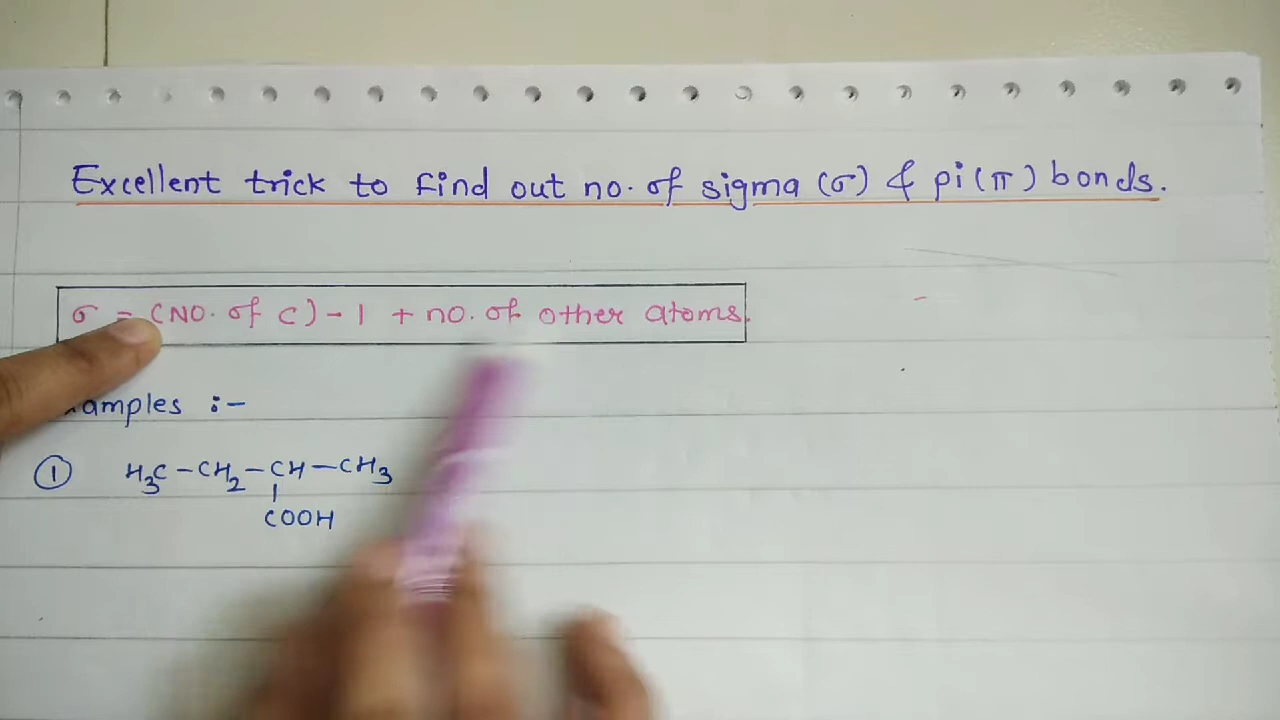 Excellent trick to find out no. of sigma (σ) & pi (π) bonds.
σ = (NO. of C) - 1 + no. of other atoms.
amples :-
① H₃C - CH₂ - CH - CH₃
|
COOH